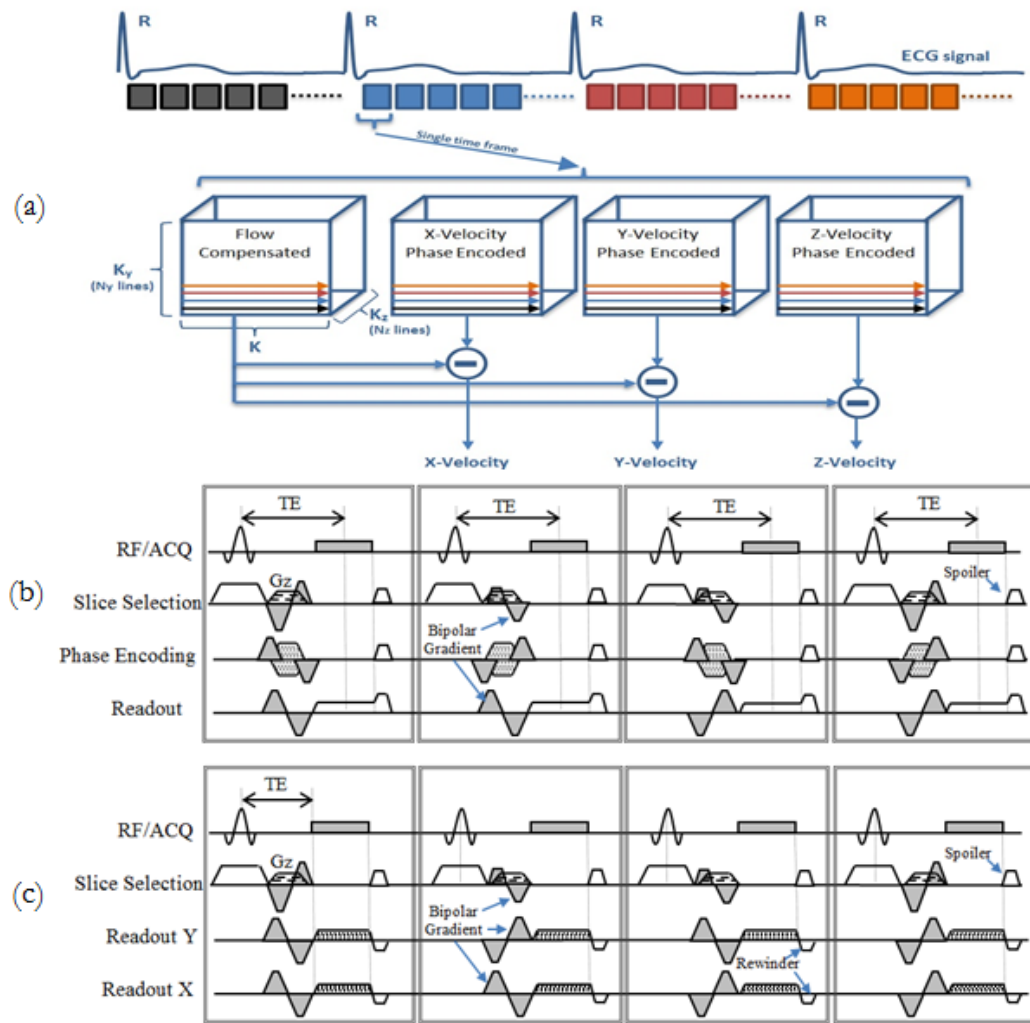 R R R R
ECG signal
Single time frame
(a)
Flow
Compensated
X-Velocity
Phase Encoded
Y-Velocity
Phase Encoded
Z-Velocity
Phase Encoded
Ky
(Ny lines)
Kz
(Nz lines)
K
X-Velocity Y-Velocity Z-Velocity
(b)
TE TE TE TE
RF/ACQ
Spoiler
Gz
Slice Selection
Bipolar
Gradient
Phase Encoding
Readout
(c)
TE
RF/ACQ
Spoiler
Gz
Slice Selection
Bipolar
Gradient
Readout Y
Rewinder
Readout X